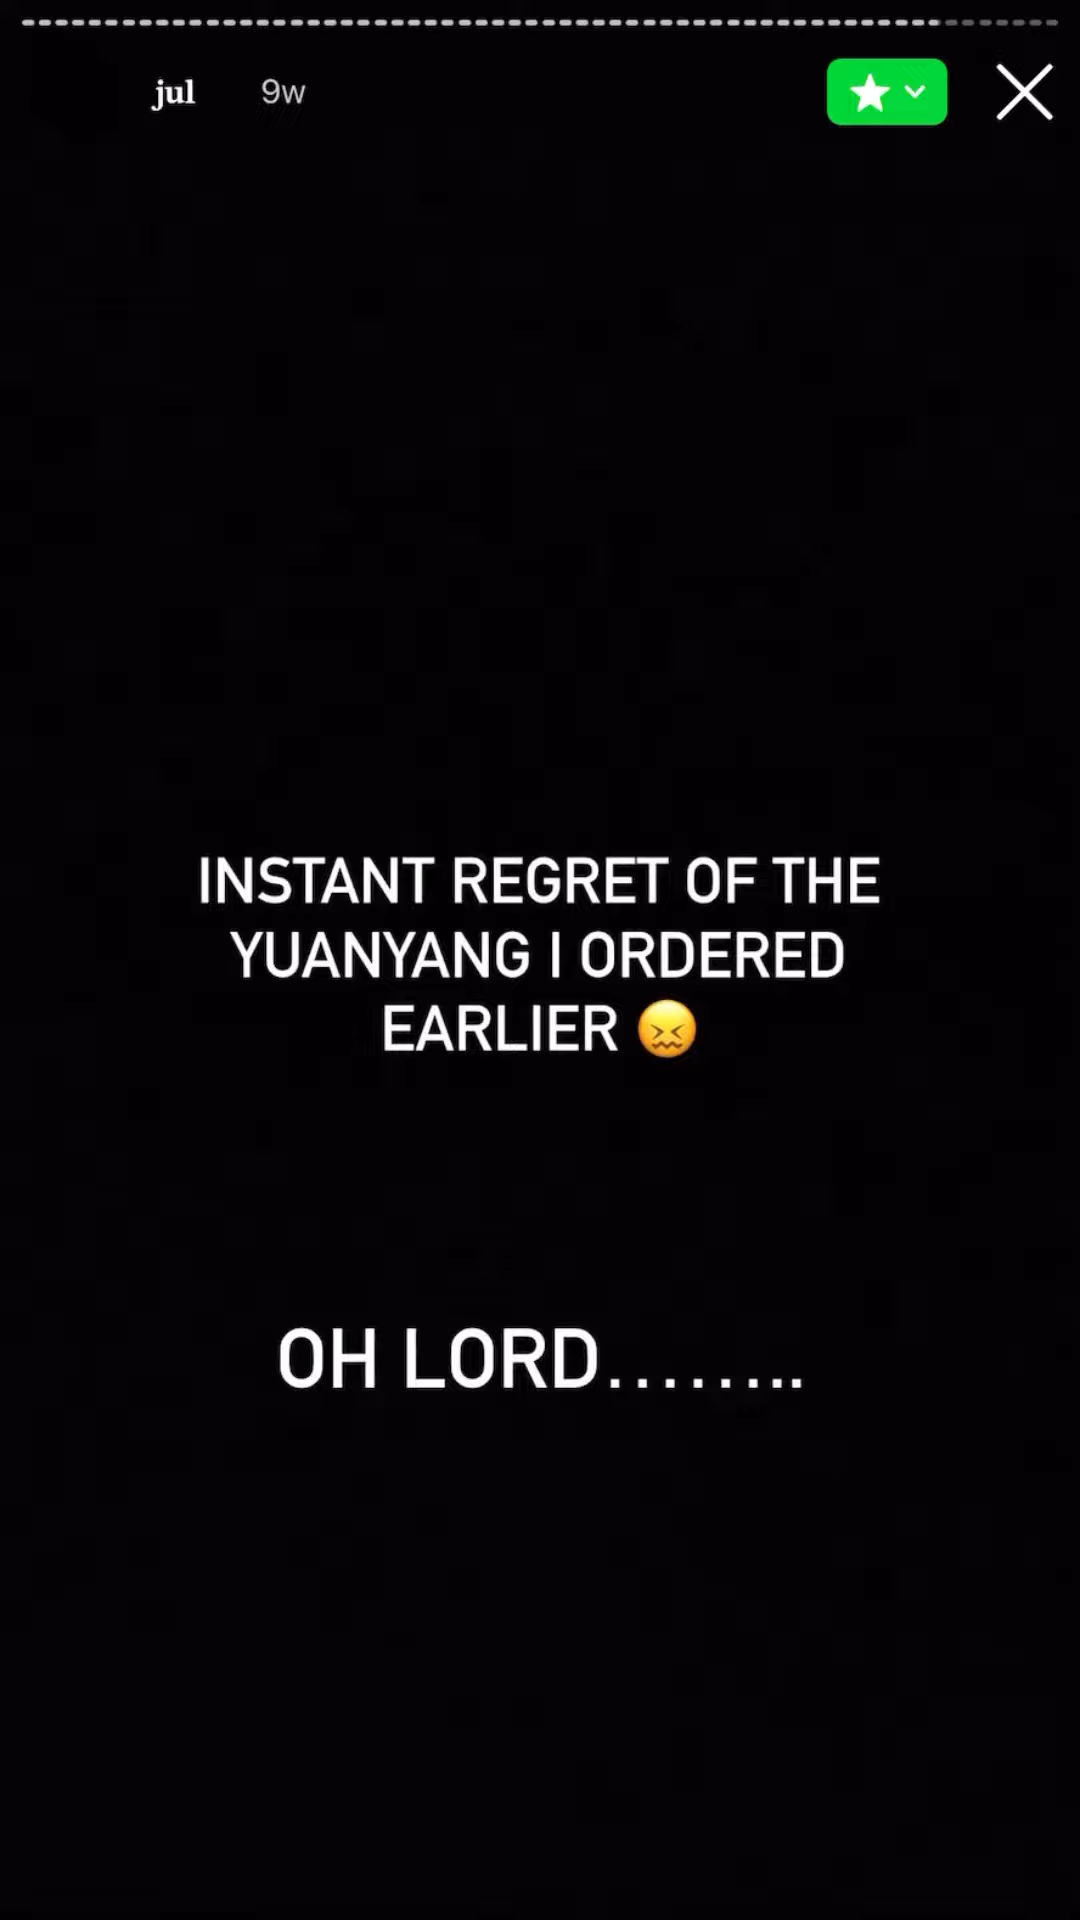 jul 9w
INSTANT REGRET OF THE
YUANYANG I ORDERED
EARLIER 😖
OH LORD........